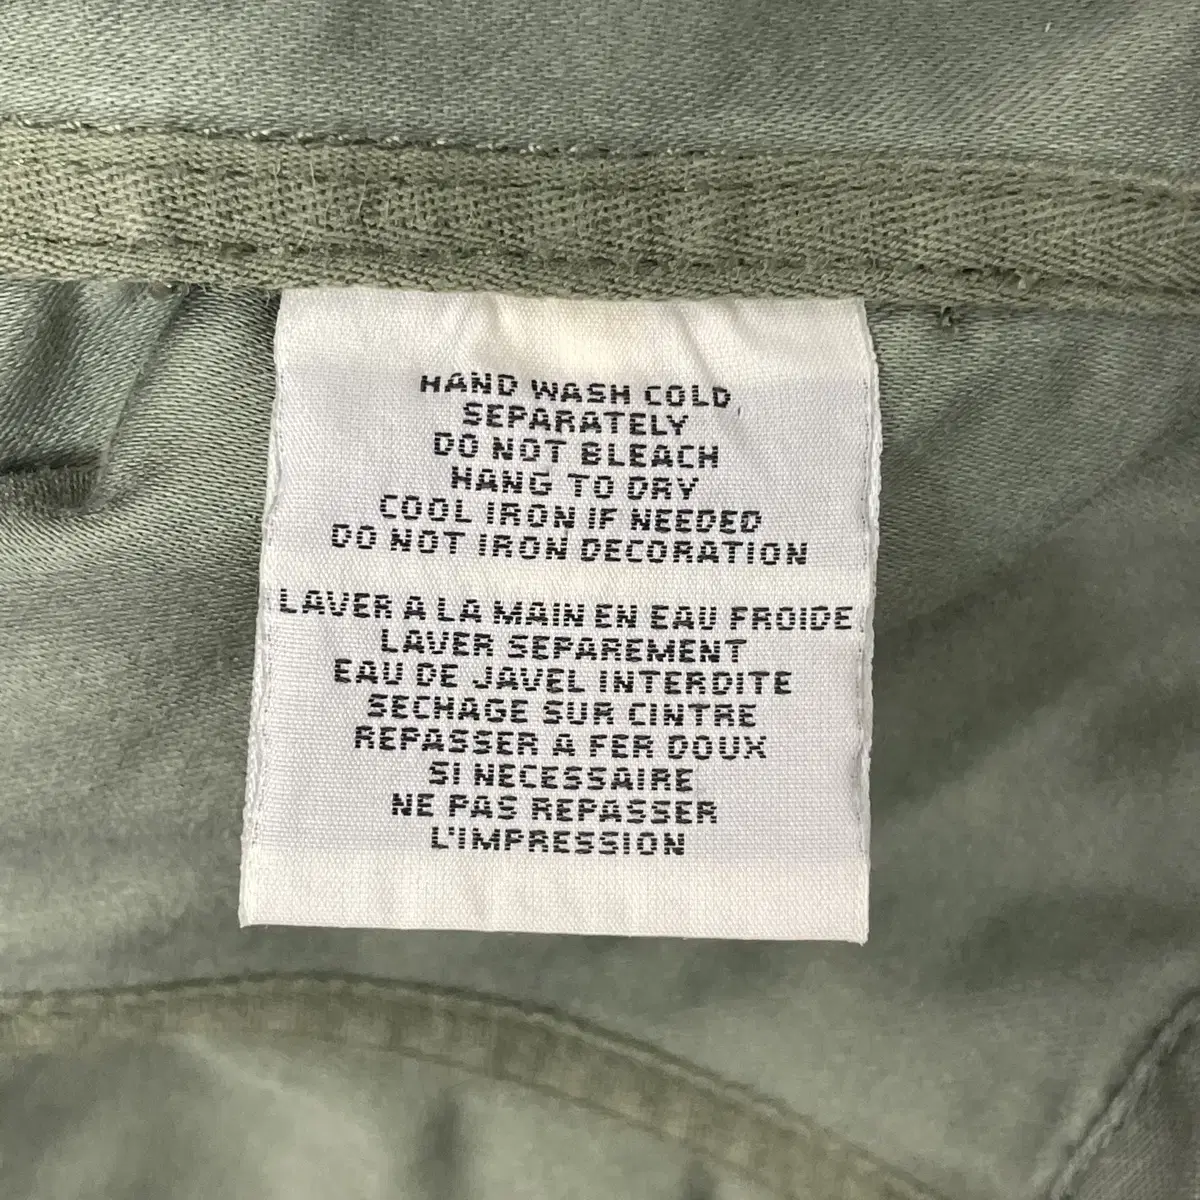 HAND WASH COLD,
SEPARATELY
DO NOT BLEACH
HANG TO DRY
COOL IRON IF NEEDED
DO NOT IRON DECORATION
LAVER A LA MAIN EN EAU FROIDE
LAVER SEPAREMENT
EAU DE JAVEL INTERDITE
SECHAGE SUR CINTRE
REPASSER A FER DOUX
SI NECESSAIRE
NE PAS REPASSER
L'IMPRESSION